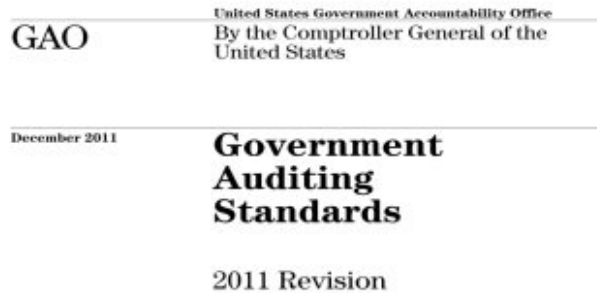 United States Government Accountability Office
GAO
By the Comptroller General of the
United States
December 2011
Government
Auditing
Standards
2011 Revision